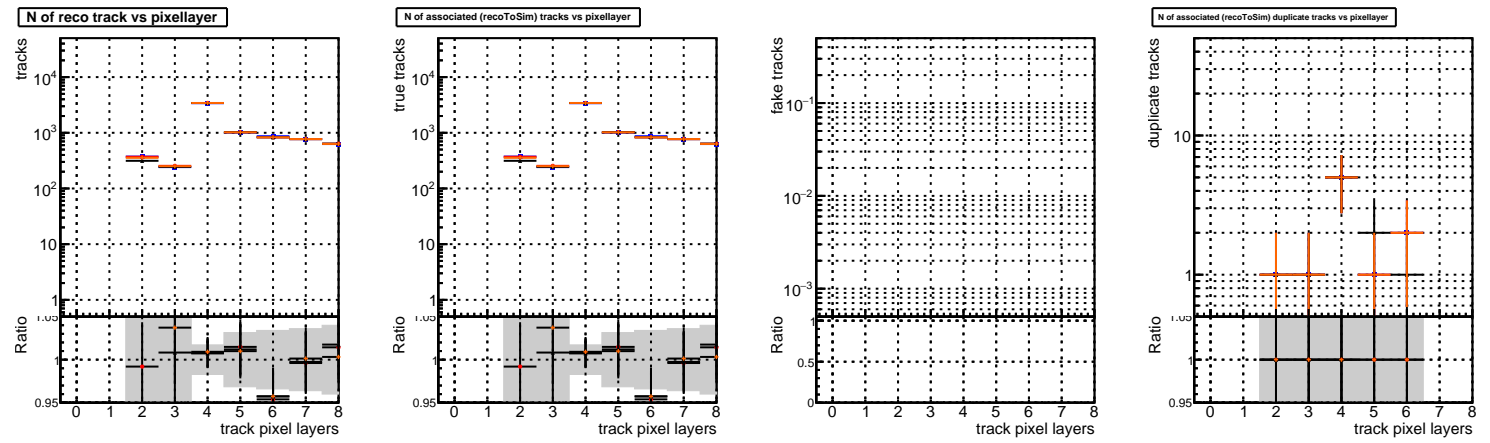 N of reco track vs pixellayer
tracks
10^4
10^3
10^2
10
1
Ratio
1.05
1
0.95
0 1 2 3 4 5 6 7 8
track pixel layers
N of associated (recoToSim) tracks vs pixellayer
true tracks
10^4
10^3
10^2
10
1
Ratio
1.05
1
0.95
0 1 2 3 4 5 6 7 8
track pixel layers
fake tracks
10^−1
10^−2
10^−3
Ratio
1
0.5
0
0 1 2 3 4 5 6 7 8
track pixel layers
N of associated (recoToSim) duplicate tracks vs pixellayer
duplicate tracks
10
1
Ratio
1.05
1
0.95
0 1 2 3 4 5 6 7 8
track pixel layers